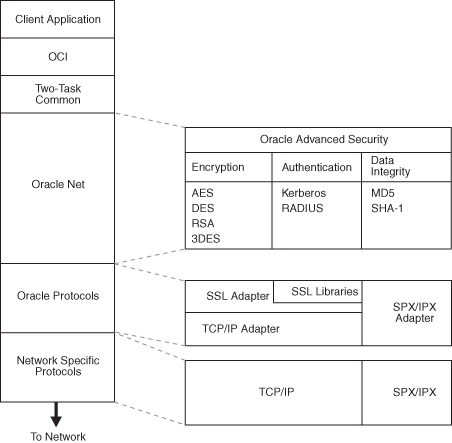 Client Application
OCI
Two-Task
Common
Oracle Net
Oracle Advanced Security
Encryption
AES
DES
RSA
3DES
Authentication
Kerberos
RADIUS
Data
Integrity
MD5
SHA-1
Oracle Protocols
SSL Adapter
SSL Libraries
TCP/IP Adapter
SPX/IPX
Adapter
Network Specific
Protocols
TCP/IP
SPX/IPX
To Network